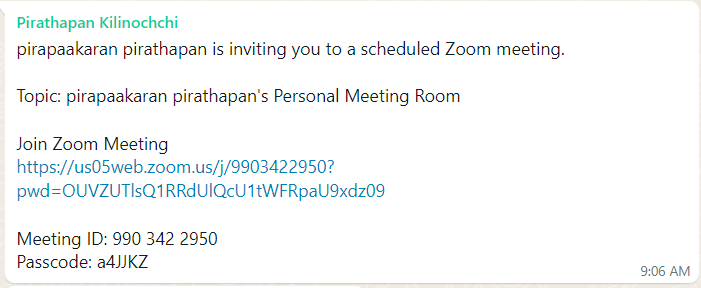 Pirathapan Kilinochchi
pirapaakaran pirathapan is inviting you to a scheduled Zoom meeting.
Topic: pirapaakaran pirathapan's Personal Meeting Room
Join Zoom Meeting
https://us05web.zoom.us/j/9903422950?
pwd=OUVZUTlsQ1RRdUlQcU1tWFRpaU9xdz09
Meeting ID: 990 342 2950
Passcode: a4JJKZ
9:06 AM